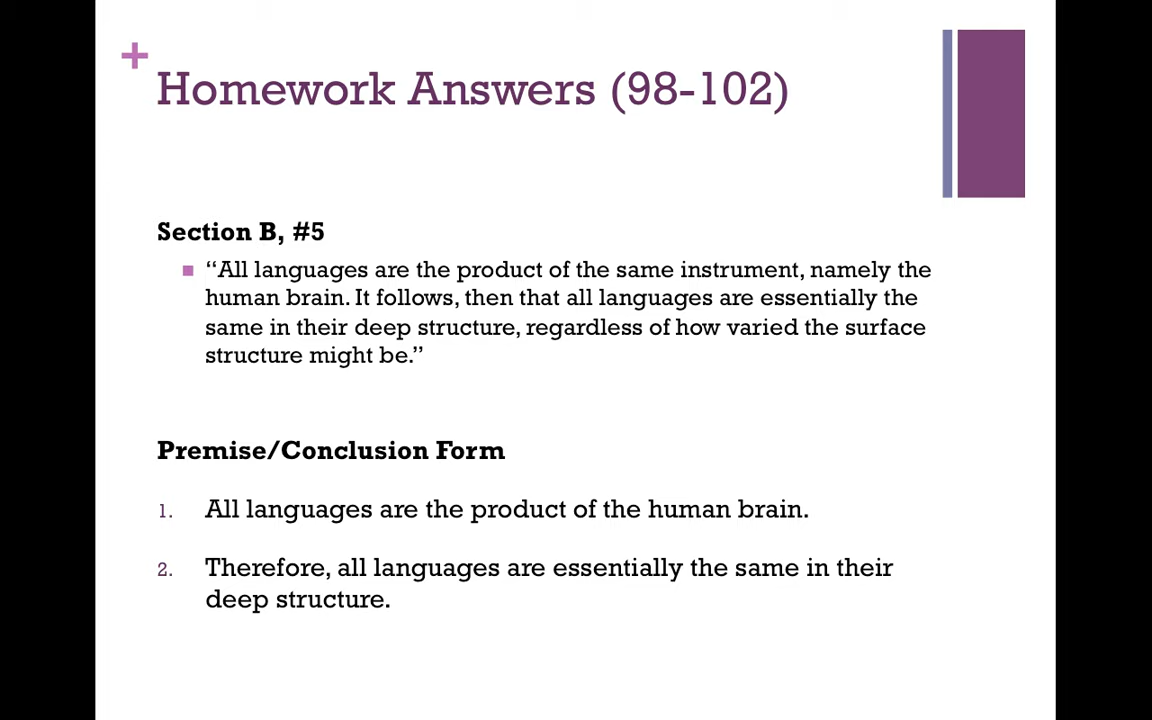 +
Homework Answers (98-102)
Section B, #5
“All languages are the product of the same instrument, namely the
human brain. It follows, then that all languages are essentially the
same in their deep structure, regardless of how varied the surface
structure might be.”
Premise/Conclusion Form
1. All languages are the product of the human brain.
2. Therefore, all languages are essentially the same in their
deep structure.